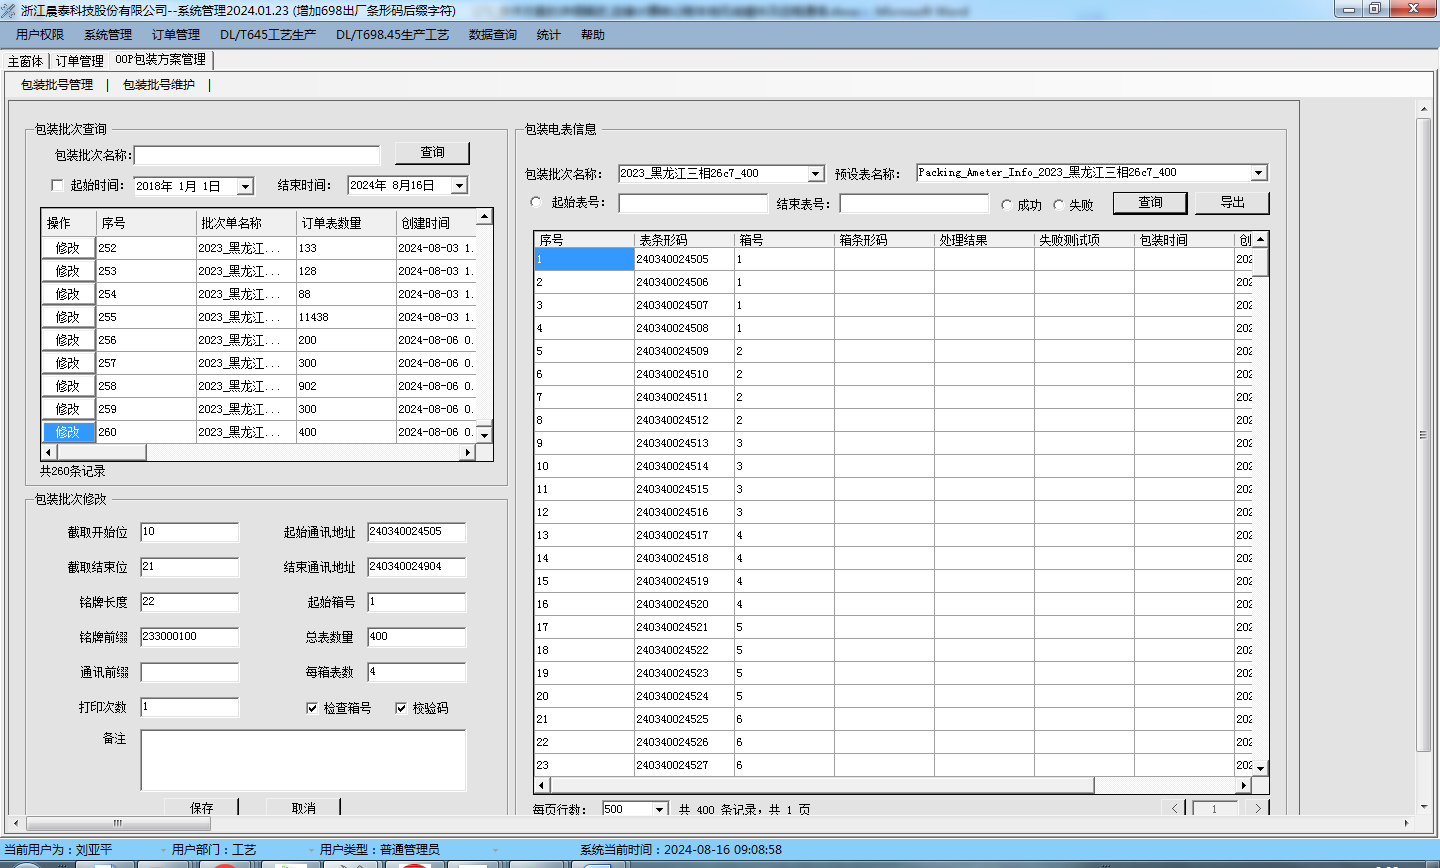 浙江晨泰科技股份有限公司--系统管理2024.01.23 (增加698出厂条形码后缀字符)
用户权限 系统管理 订单管理 DL/T645工艺生产 DL/T698.45生产工艺 数据查询 统计 帮助
主窗体 订单管理 OOP包装方案管理
包装批号管理 | 包装批号维护 |
包装批次查询
包装批次名称: 查询
起始时间: 2018年 1月 1日 结束时间: 2024年 8月16日
操作 序号 批次单名称 订单表数量 创建时间
修改 252 2023_黑龙江... 133 2024-08-03 1.
修改 253 2023_黑龙江... 128 2024-08-03 1.
修改 254 2023_黑龙江... 88 2024-08-03 1.
修改 255 2023_黑龙江... 11438 2024-08-03 1.
修改 256 2023_黑龙江... 200 2024-08-06 0.
修改 257 2023_黑龙江... 300 2024-08-06 0.
修改 258 2023_黑龙江... 902 2024-08-06 0.
修改 259 2023_黑龙江... 300 2024-08-06 0.
修改 260 2023_黑龙江... 400 2024-08-06 0.
共260条记录
包装批次修改
截取开始位 10 起始通讯地址 240340024505
截取结束位 21 结束通讯地址 240340024904
铭牌长度 22 起始箱号 1
铭牌前缀 233000100 总表数量 400
通讯前缀 每箱表数 4
打印次数 1 检查箱号 校验码
备注
保存 取消
包装电表信息
包装批次名称: 2023_黑龙江三相26c7_400 预设表名称: Packing_Ameter_Info_2023_黑龙江三相26c7_400
起始表号: 结束表号: 成功 失败 查询 导出
序号 表条形码 箱号 箱条形码 处理结果 失败测试项 包装时间 创
1 240340024505 1 202
2 240340024506 1 202
3 240340024507 1 202
4 240340024508 1 202
5 240340024509 2 202
6 240340024510 2 202
7 240340024511 2 202
8 240340024512 2 202
9 240340024513 3 202
10 240340024514 3 202
11 240340024515 3 202
12 240340024516 3 202
13 240340024517 4 202
14 240340024518 4 202
15 240340024519 4 202
16 240340024520 4 202
17 240340024521 5 202
18 240340024522 5 202
19 240340024523 5 202
20 240340024524 5 202
21 240340024525 6 202
22 240340024526 6 202
23 240340024527 6 202
每页行数: 500 共 400 条记录，共 1 页 < 1 >
当前用户为：刘亚平 用户部门：工艺 用户类型：普通管理员 系统当前时间：2024-08-16 09:08:58